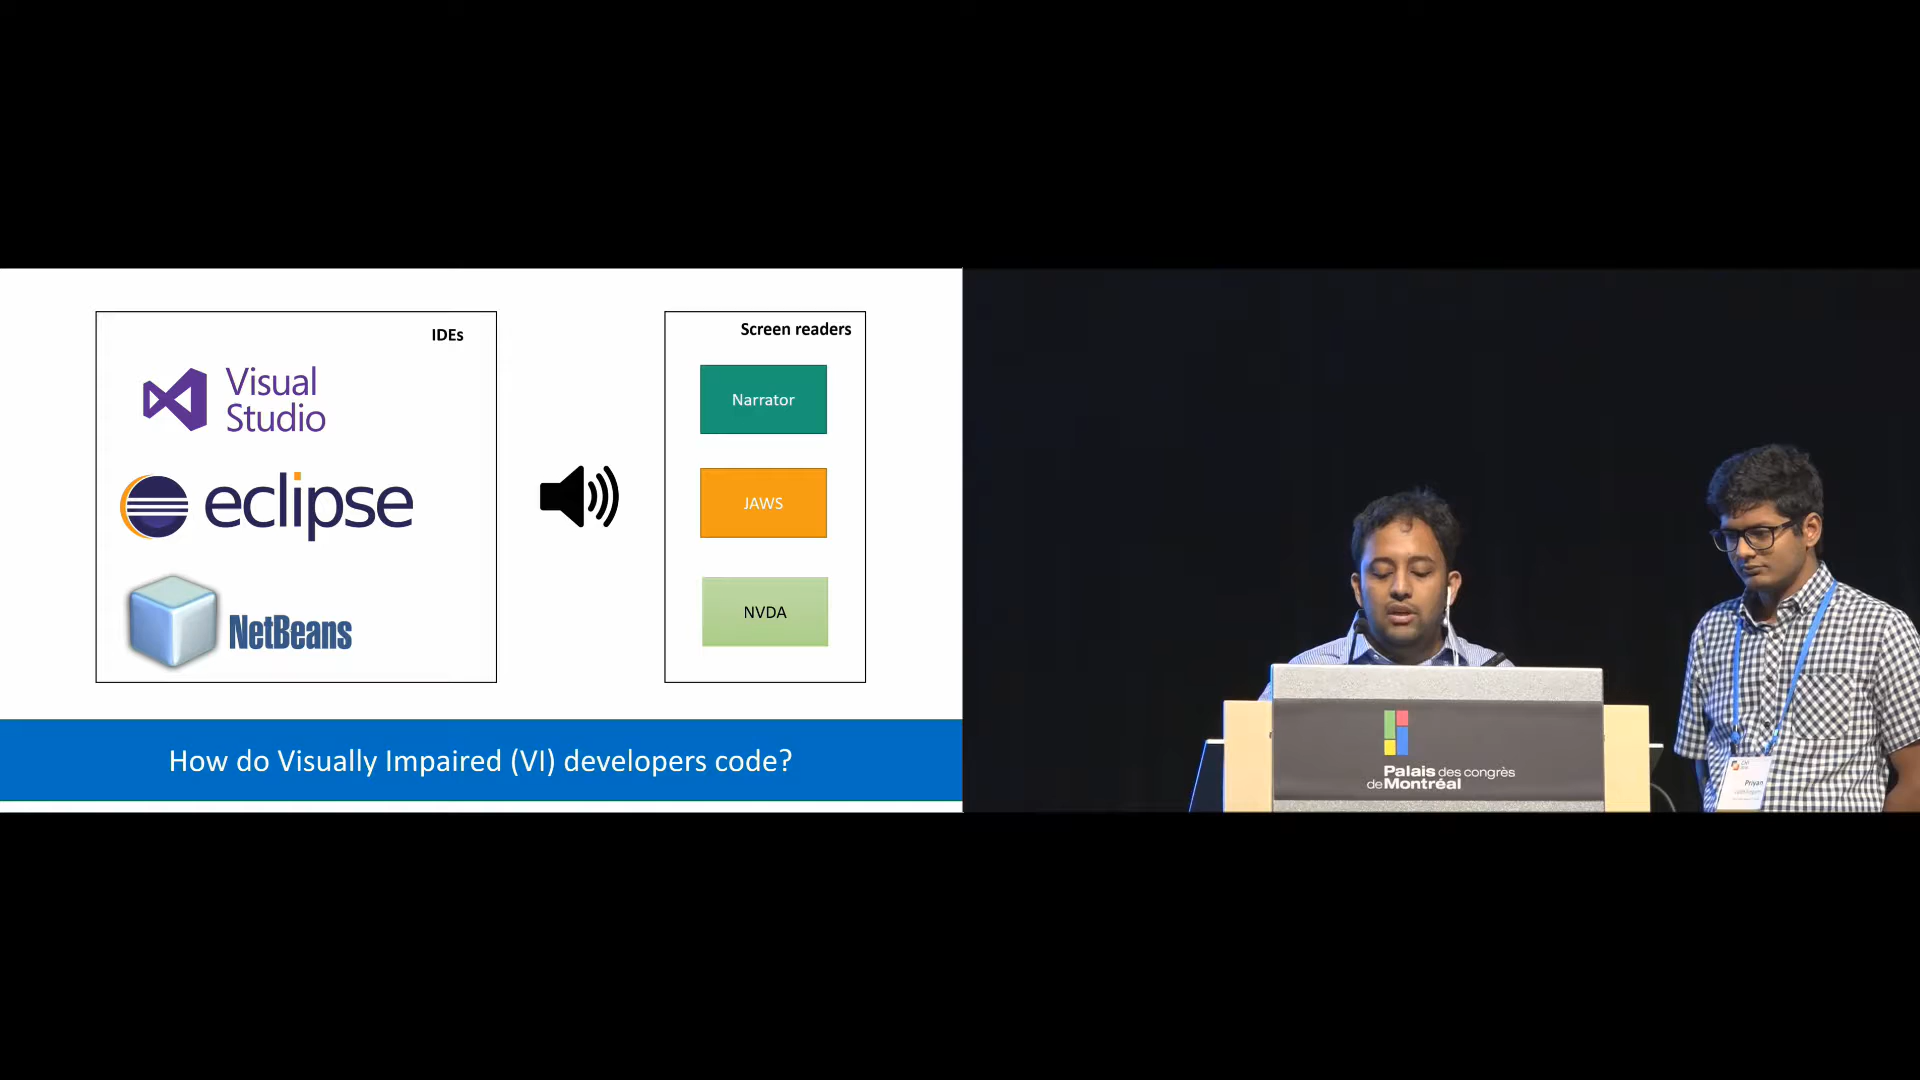 IDEs
Visual
Studio
eclipse
NetBeans
Screen readers
Narrator
JAWS
NVDA
How do Visually Impaired (VI) developers code?
Palais des congrès
de Montréal
Priyan